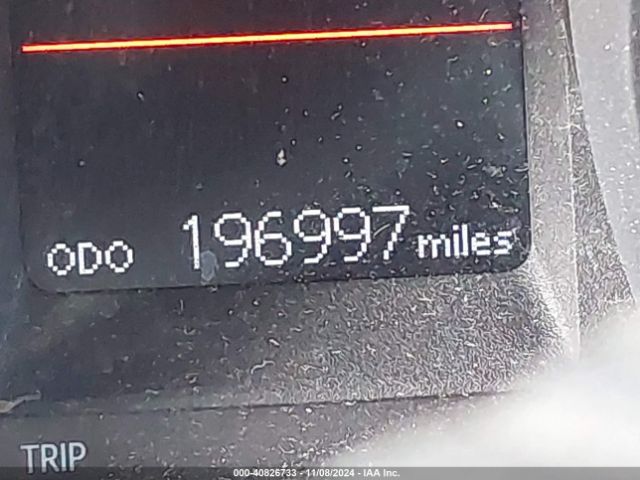 ODO 196997 miles
TRIP
000-40826733 - 11/08/2024 - IAA Inc.